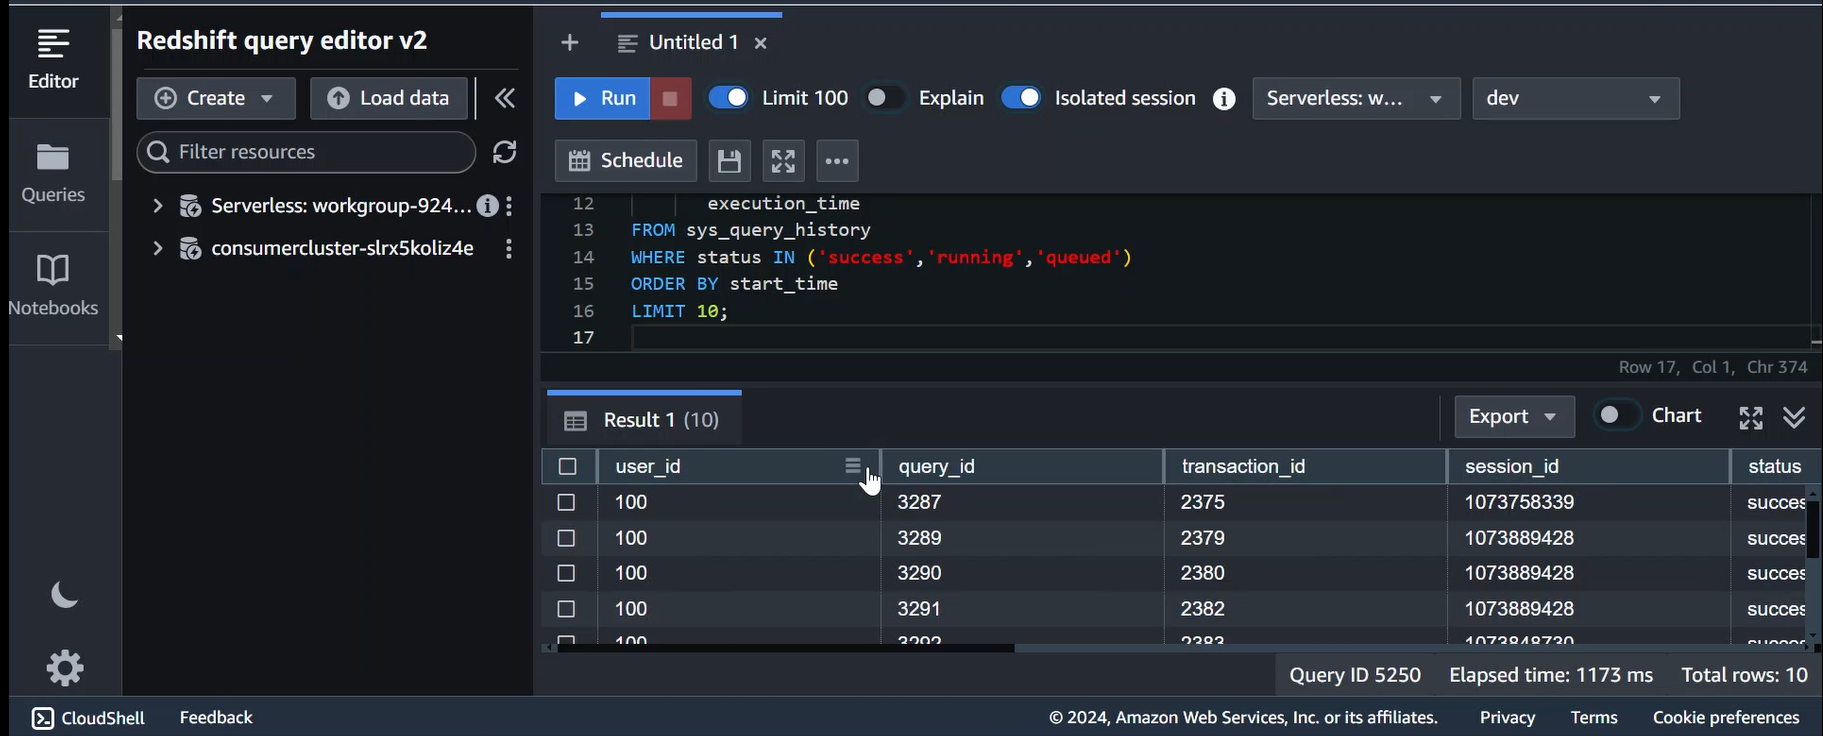 Editor
Queries
Notebooks
Redshift query editor v2
Create
Load data
Filter resources
Serverless: workgroup-924...
consumercluster-slrx5koliz4e
Untitled 1
Run
Limit 100
Explain
Isolated session
Serverless: w...
dev
Schedule
12 execution_time
13 FROM sys_query_history
14 WHERE status IN ('success','running','queued')
15 ORDER BY start_time
16 LIMIT 10;
17
Row 17, Col 1, Chr 374
Result 1 (10)
Export
Chart
user_id query_id transaction_id session_id status
100 3287 2375 1073758339 succes
100 3289 2379 1073889428 succes
100 3290 2380 1073889428 succes
100 3291 2382 1073889428 succes
100 3292 2383 1073848730 succes
Query ID 5250 Elapsed time: 1173 ms Total rows: 10
CloudShell Feedback © 2024, Amazon Web Services, Inc. or its affiliates. Privacy Terms Cookie preferences